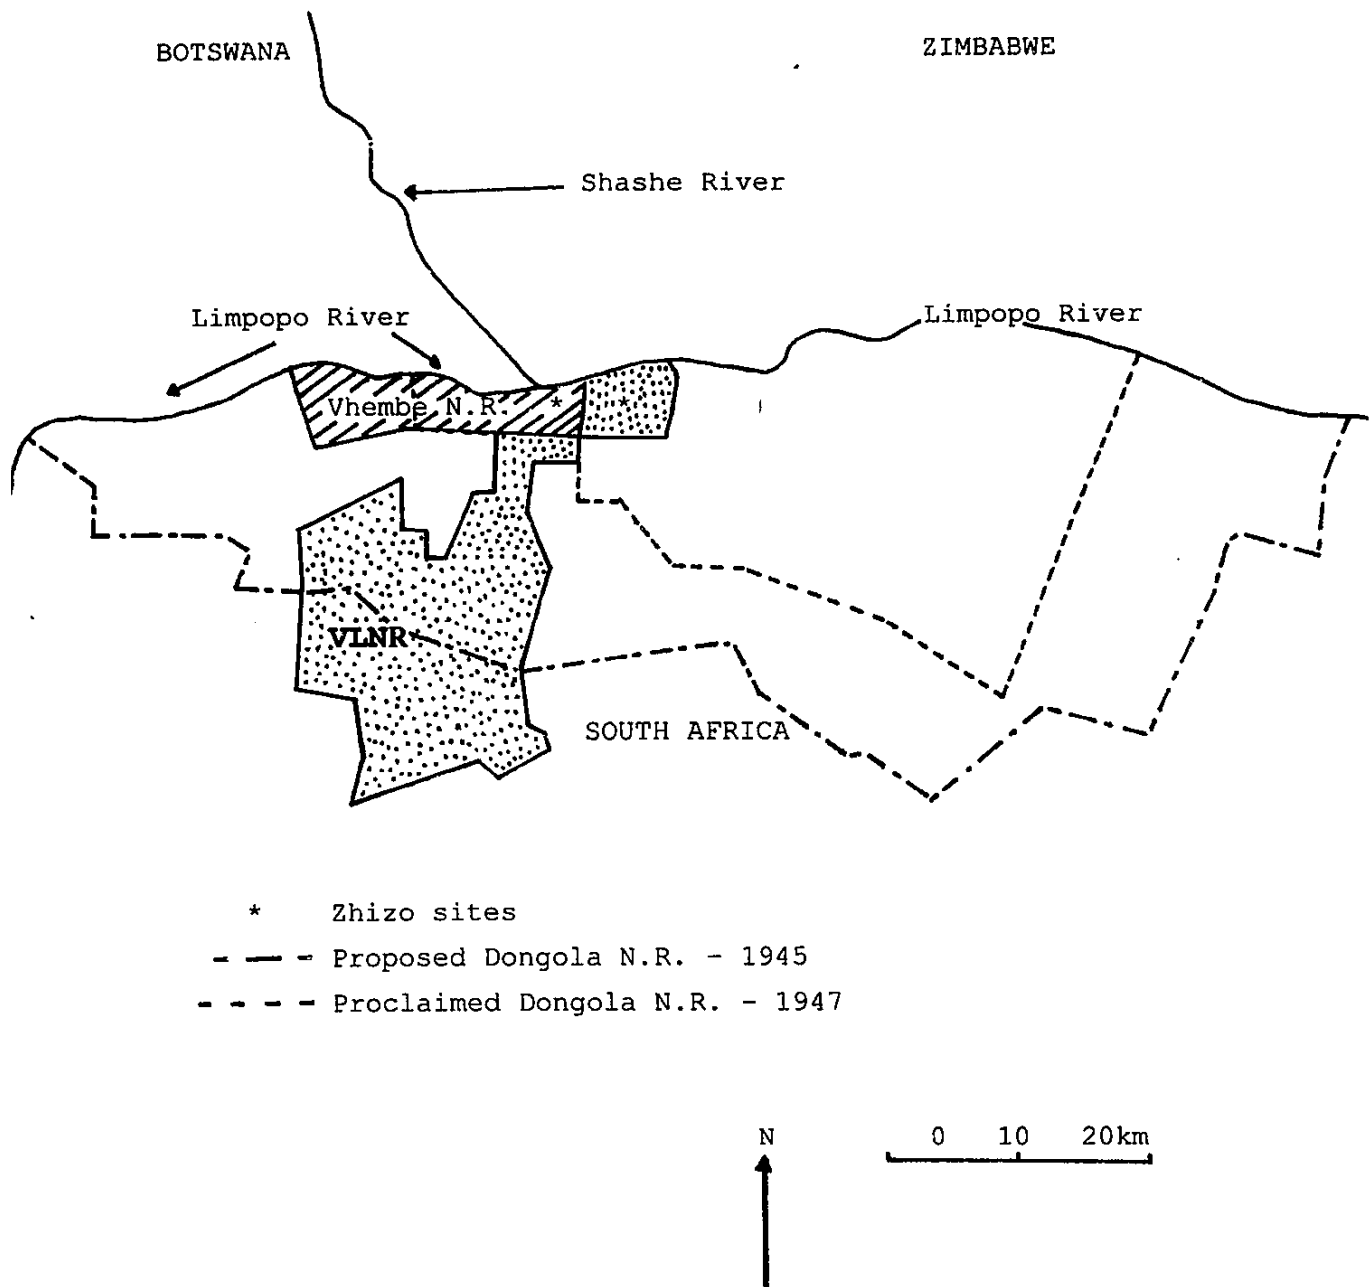 BOTSWANA
ZIMBABWE
Shashe River
Limpopo River
Limpopo River
Vhembe N.R. *
*
VLNR
SOUTH AFRICA
* Zhizo sites
Proposed Dongola N.R. - 1945
Proclaimed Dongola N.R. - 1947
N
0 10 20km